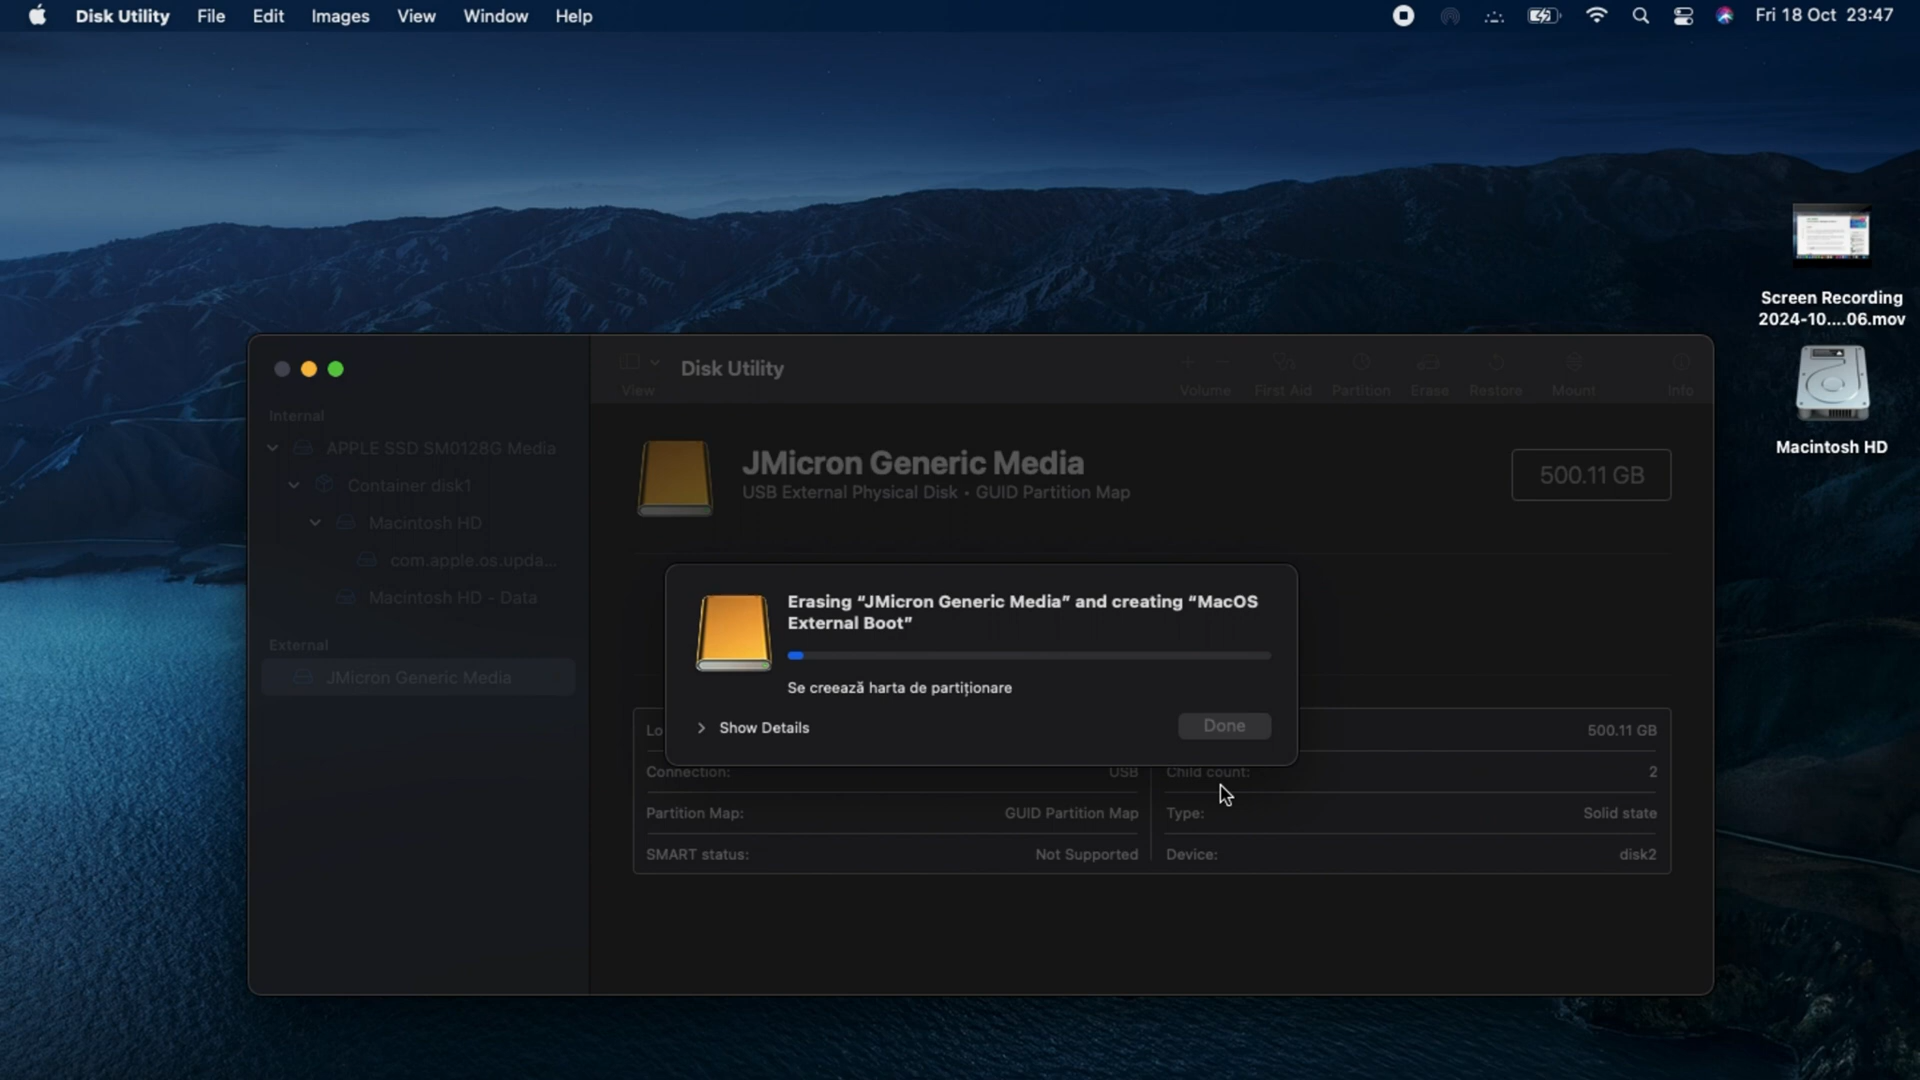 Disk Utility File Edit Images View Window Help Fri 18 Oct 23:47
Screen Recording
2024-10....06.mov
Macintosh HD
Disk Utility
View Volume First Aid Partition Erase Restore Mount Info
Internal
APPLE SSD SM0128G Media
Container disk1
Macintosh HD
com.apple.os.upda...
Macintosh HD - Data
External
JMicron Generic Media
JMicron Generic Media
USB External Physical Disk • GUID Partition Map
500.11 GB
Erasing “JMicron Generic Media” and creating “MacOS
External Boot”
Se creează harta de partiționare
Show Details Done
Lo 500.11 GB
Connection: USB Child count: 2
Partition Map: GUID Partition Map Type: Solid state
SMART status: Not Supported Device: disk2